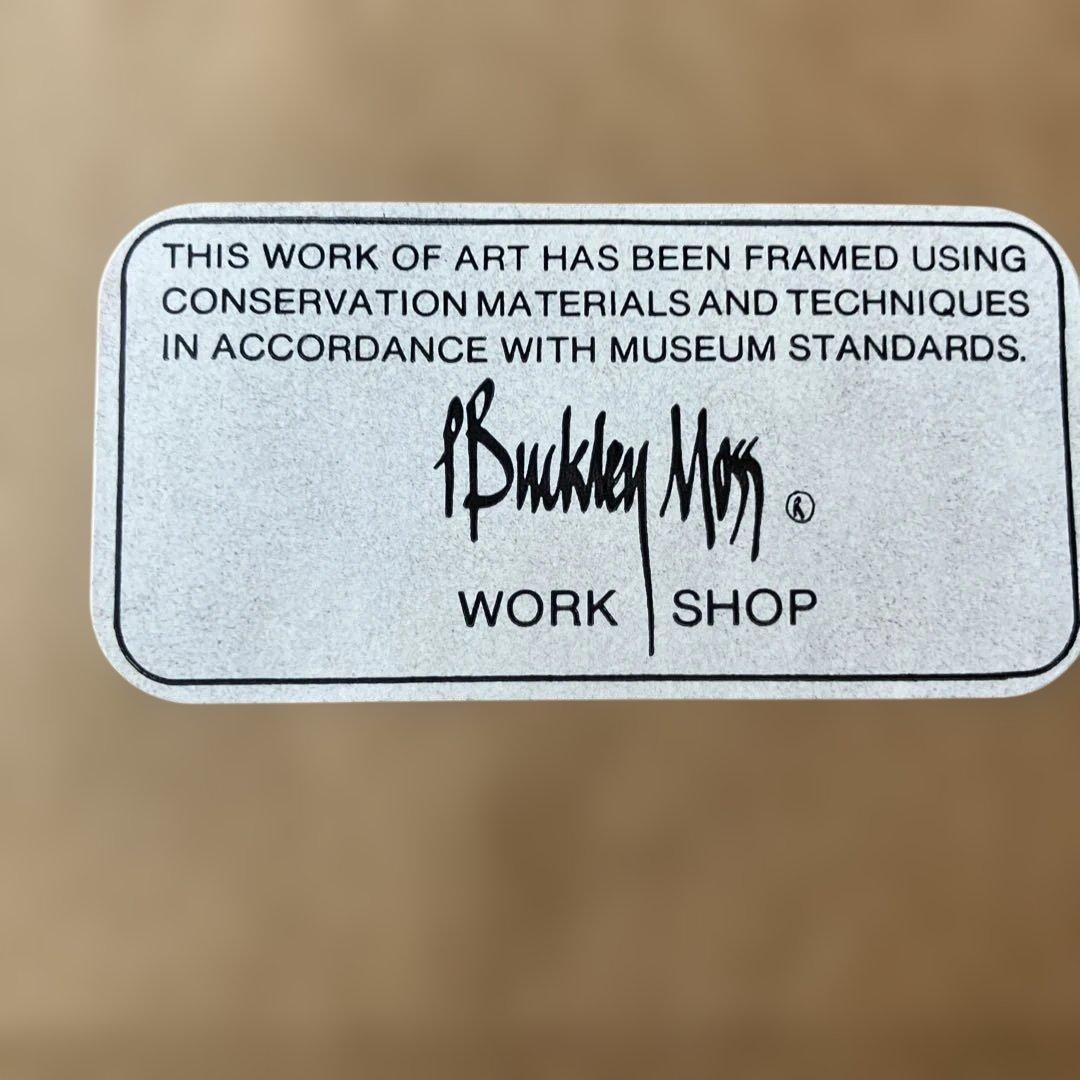 THIS WORK OF ART HAS BEEN FRAMED USING
CONSERVATION MATERIALS AND TECHNIQUES
IN ACCORDANCE WITH MUSEUM STANDARDS.
P Buckley Moss ®
WORK SHOP